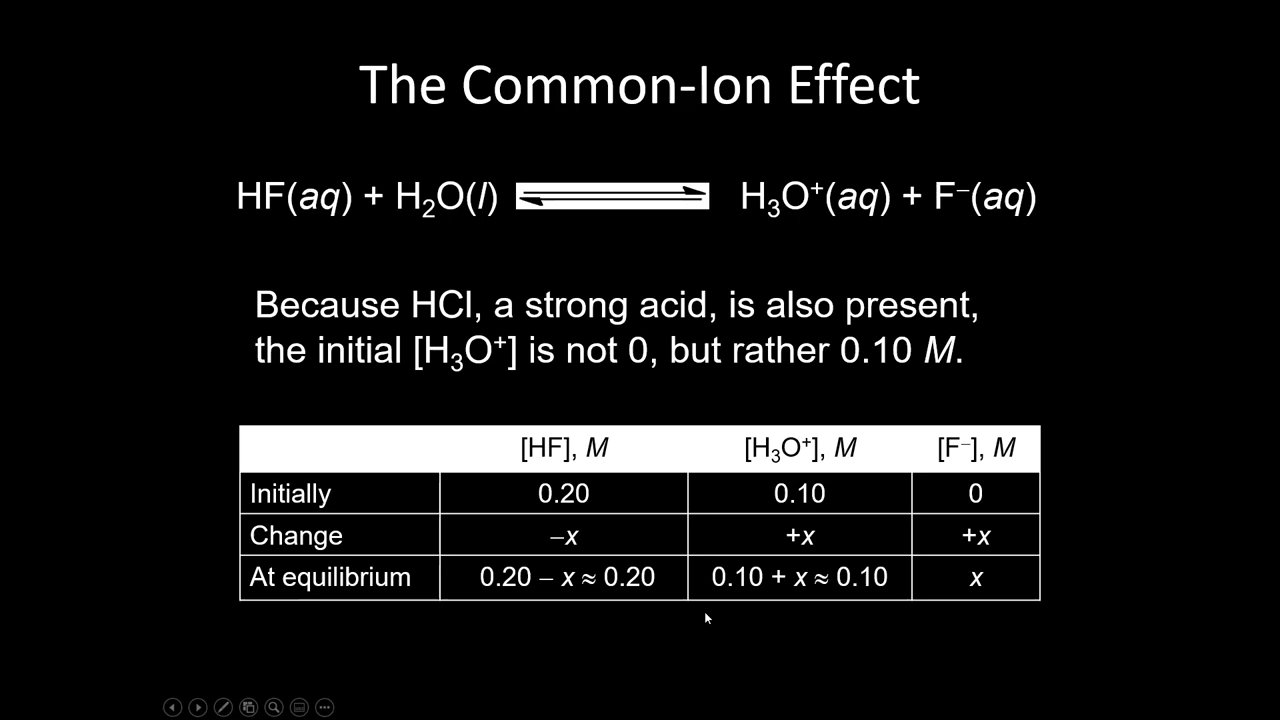 The Common-Ion Effect
HF(aq) + H₂O(l) ⇌ H₃O⁺(aq) + F⁻(aq)
Because HCl, a strong acid, is also present,
the initial [H₃O⁺] is not 0, but rather 0.10 M.
[HF], M [H₃O⁺], M [F⁻], M
Initially 0.20 0.10 0
Change −x +x +x
At equilibrium 0.20 − x ≈ 0.20 0.10 + x ≈ 0.10 x